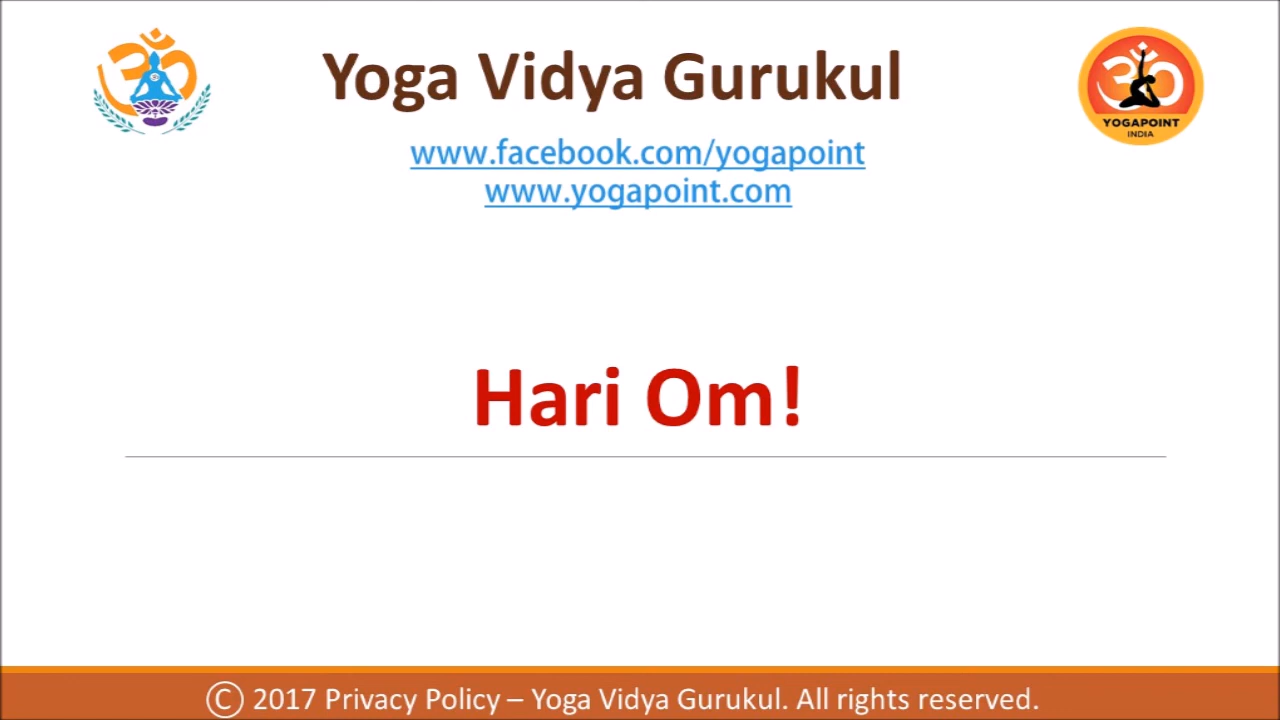 Yoga Vidya Gurukul
www.facebook.com/yogapoint
www.yogapoint.com
YOGAPOINT
INDIA
Hari Om!
© 2017 Privacy Policy – Yoga Vidya Gurukul. All rights reserved.